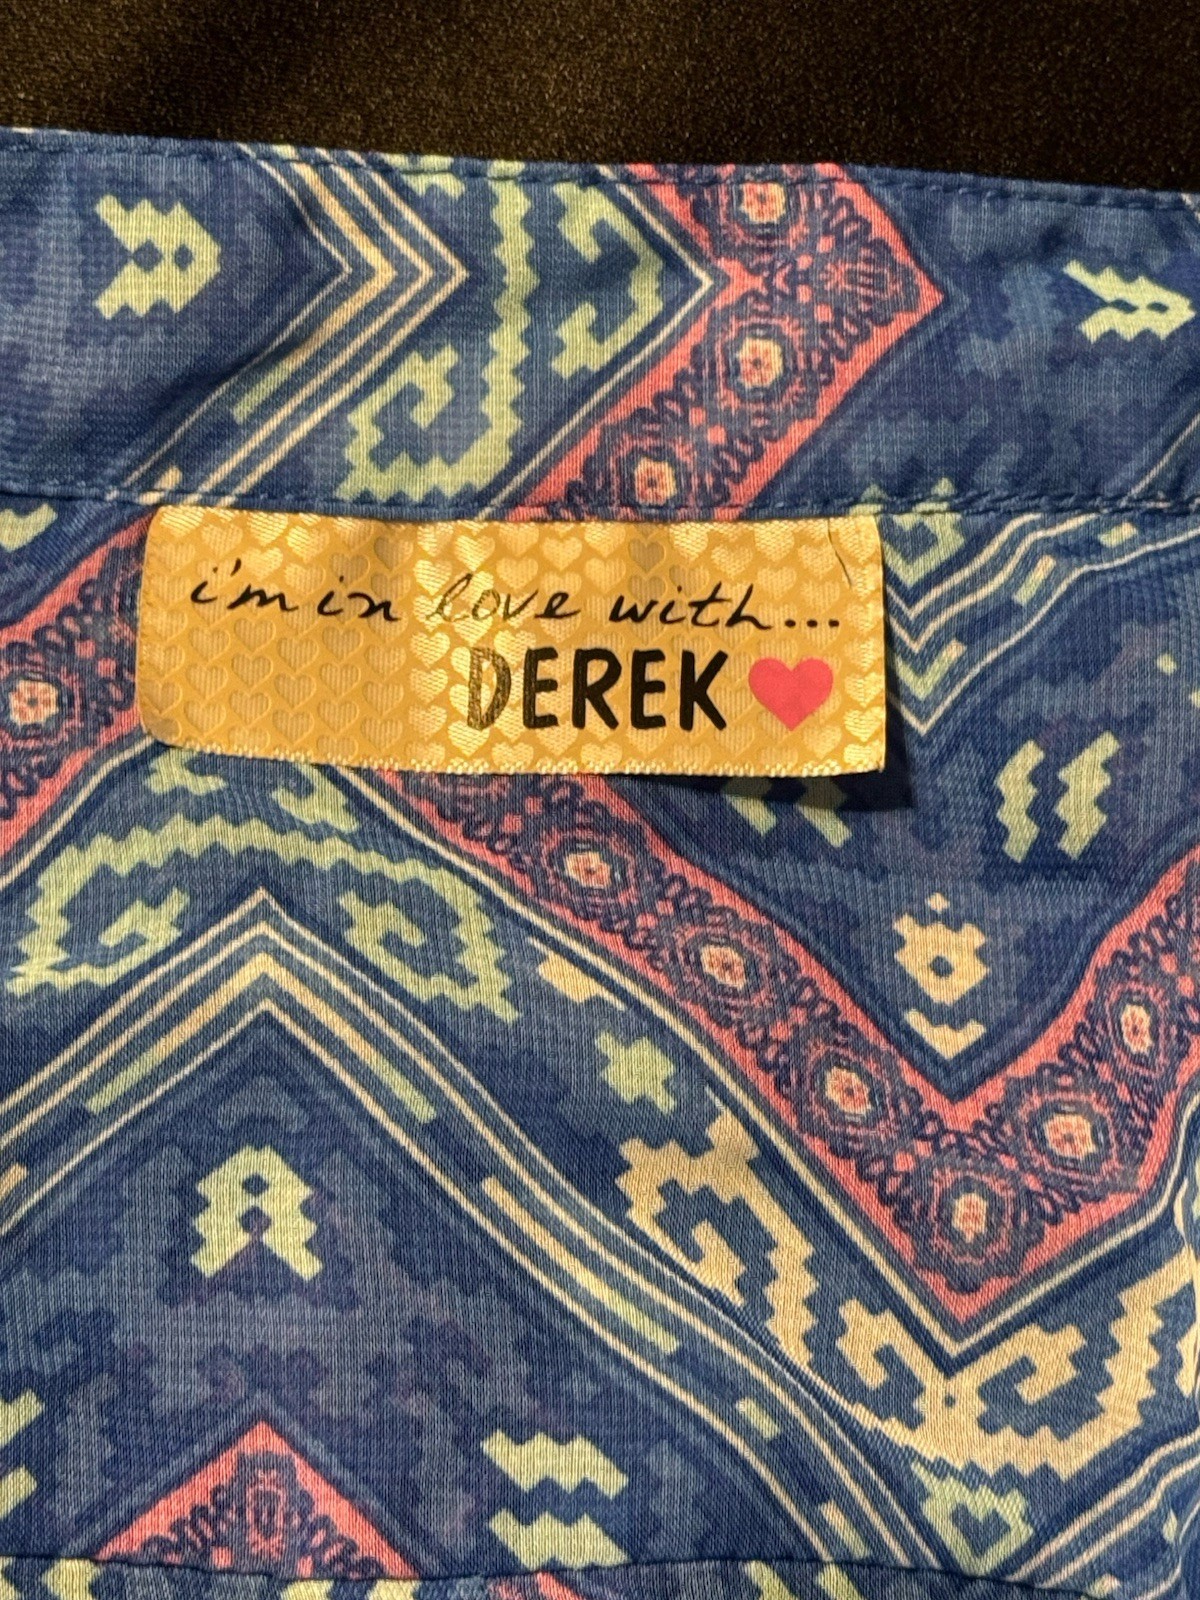 i'm in love with...
DEREK ♥